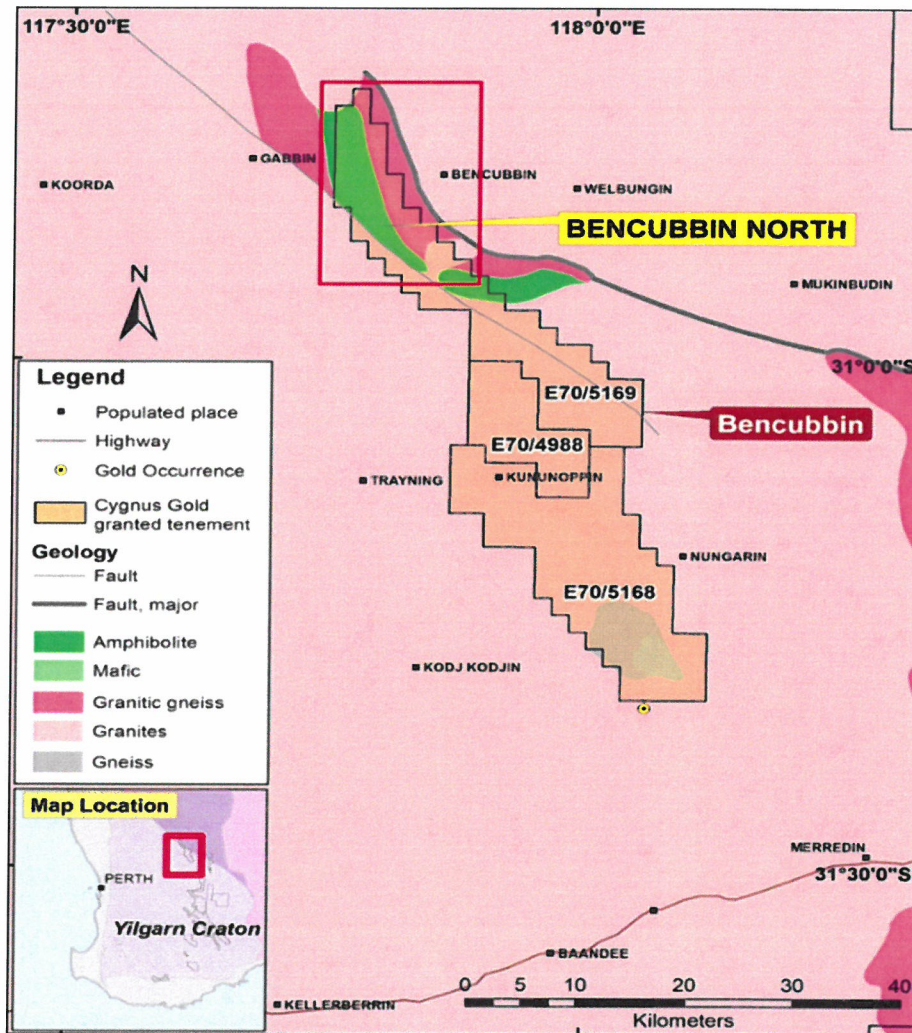 117°30'0"E
118°0'0"E
GABBIN
KOORDA
BENCUBBIN
WELBUNGIN
BENCUBBIN NORTH
MUKINBUDIN
N
31°0'0"S
Legend
Populated place
Highway
Gold Occurrence
Cygnus Gold
granted tenement
Geology
Fault
Fault, major
Amphibolite
Mafic
Granitic gneiss
Granites
Gneiss
E70/5169
Bencubbin
E70/4988
TRAYNING
KUNUNOPPIN
NUNGARIN
E70/5168
KODJ KODJIN
Map Location
PERTH
Yilgarn Craton
MERREDIN
31°30'0"S
BAANDEE
KELLERBERRIN
0 5 10 20 30 40
Kilometers